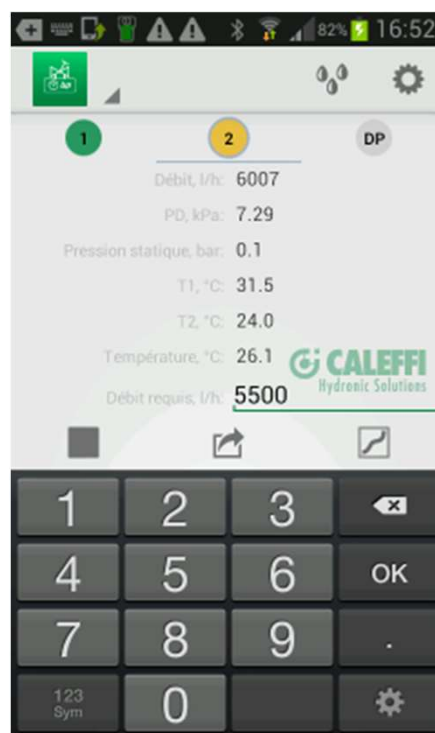 82% 16:52
1 2 DP
Débit, l/h: 6007
PD, kPa: 7.29
Pression statique, bar: 0.1
T1, °C: 31.5
T2, °C: 24.0
Température, °C: 26.1
CALEFFI
Hydronic Solutions
Débit requis, l/h: 5500
1 2 3
4 5 6 OK
7 8 9 .
123
Sym 0